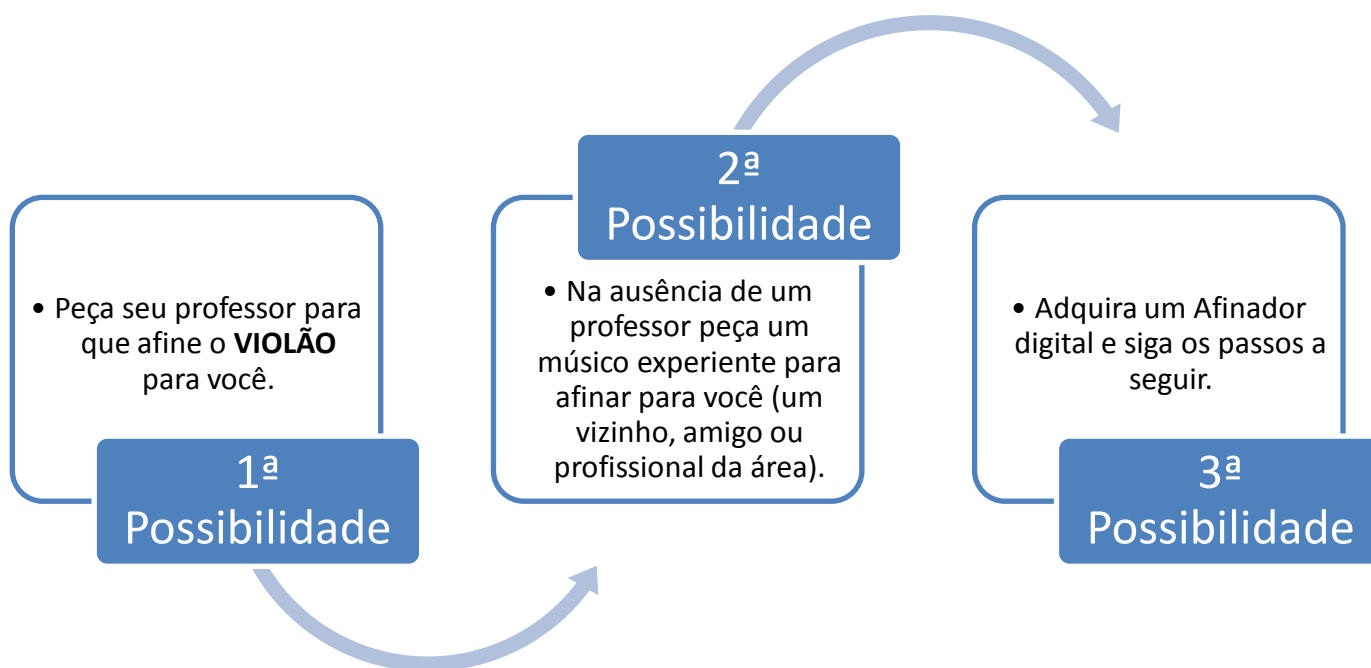 • Peça seu professor para
que afine o VIOLÃO
para você.
1ª
Possibilidade
2ª
Possibilidade
• Na ausência de um
professor peça um
músico experiente para
afinar para você (um
vizinho, amigo ou
profissional da área).
• Adquira um Afinador
digital e siga os passos a
seguir.
3ª
Possibilidade